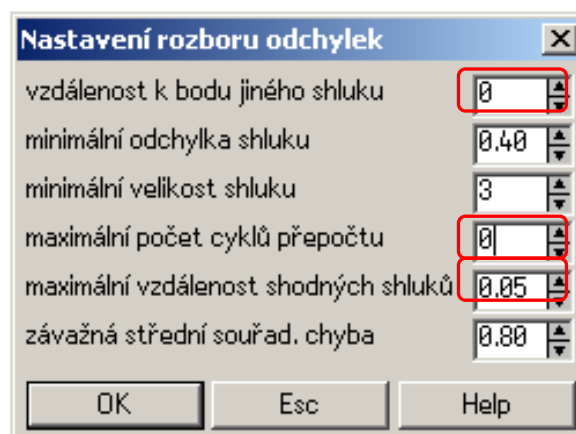 Nastavení rozboru odchylek
vzdálenost k bodu jiného shluku 0
minimální odchylka shluku 0.40
minimální velikost shluku 3
maximální počet cyklů přepočtu 0
maximální vzdálenost shodných shluků 0.05
závažná střední souřad. chyba 0.80
OK Esc Help